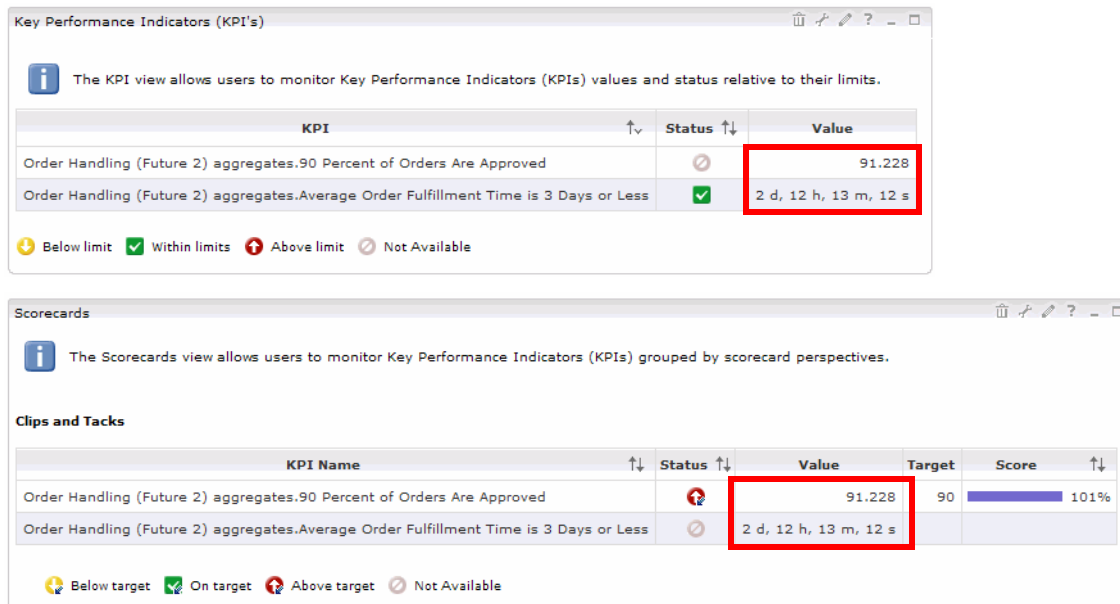 Key Performance Indicators (KPI's)
The KPI view allows users to monitor Key Performance Indicators (KPIs) values and status relative to their limits.
KPI Status Value
Order Handling (Future 2) aggregates.90 Percent of Orders Are Approved 91.228
Order Handling (Future 2) aggregates.Average Order Fulfillment Time is 3 Days or Less 2 d, 12 h, 13 m, 12 s
Below limit Within limits Above limit Not Available
Scorecards
The Scorecards view allows users to monitor Key Performance Indicators (KPIs) grouped by scorecard perspectives.
Clips and Tacks
KPI Name Status Value Target Score
Order Handling (Future 2) aggregates.90 Percent of Orders Are Approved 91.228 90 101%
Order Handling (Future 2) aggregates.Average Order Fulfillment Time is 3 Days or Less 2 d, 12 h, 13 m, 12 s
Below target On target Above target Not Available